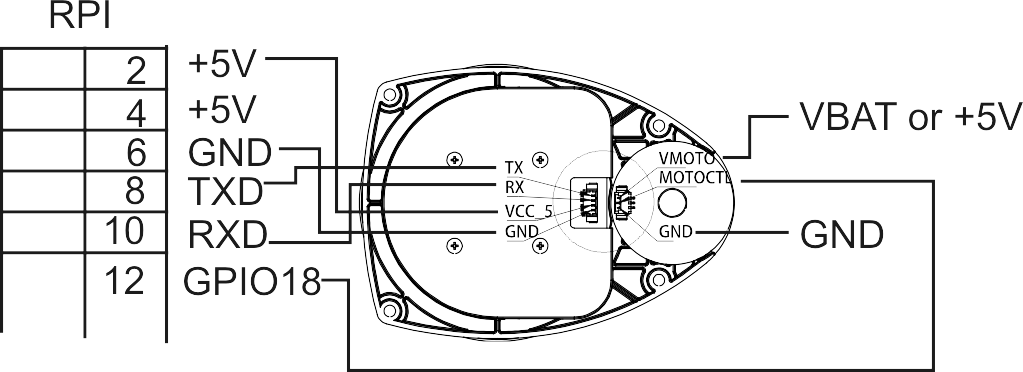 RPI
2 +5V
4 +5V
6 GND
8 TXD
10 RXD
12 GPIO18
TX
RX
VCC_5
GND
VMOTO
MOTOCTL
GND
VBAT or +5V
GND